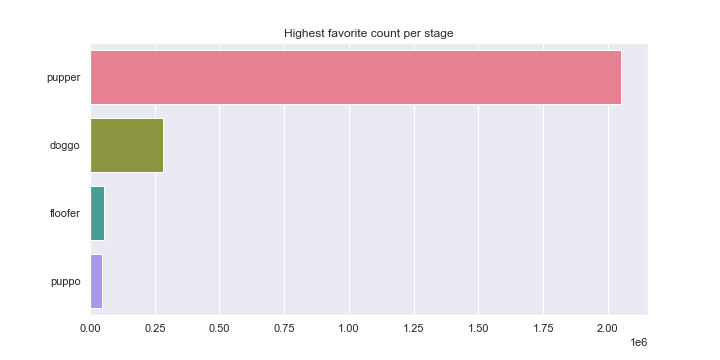 Highest favorite count per stage
pupper
doggo
floofer
puppo
0.00 0.25 0.50 0.75 1.00 1.25 1.50 1.75 2.00
1e6